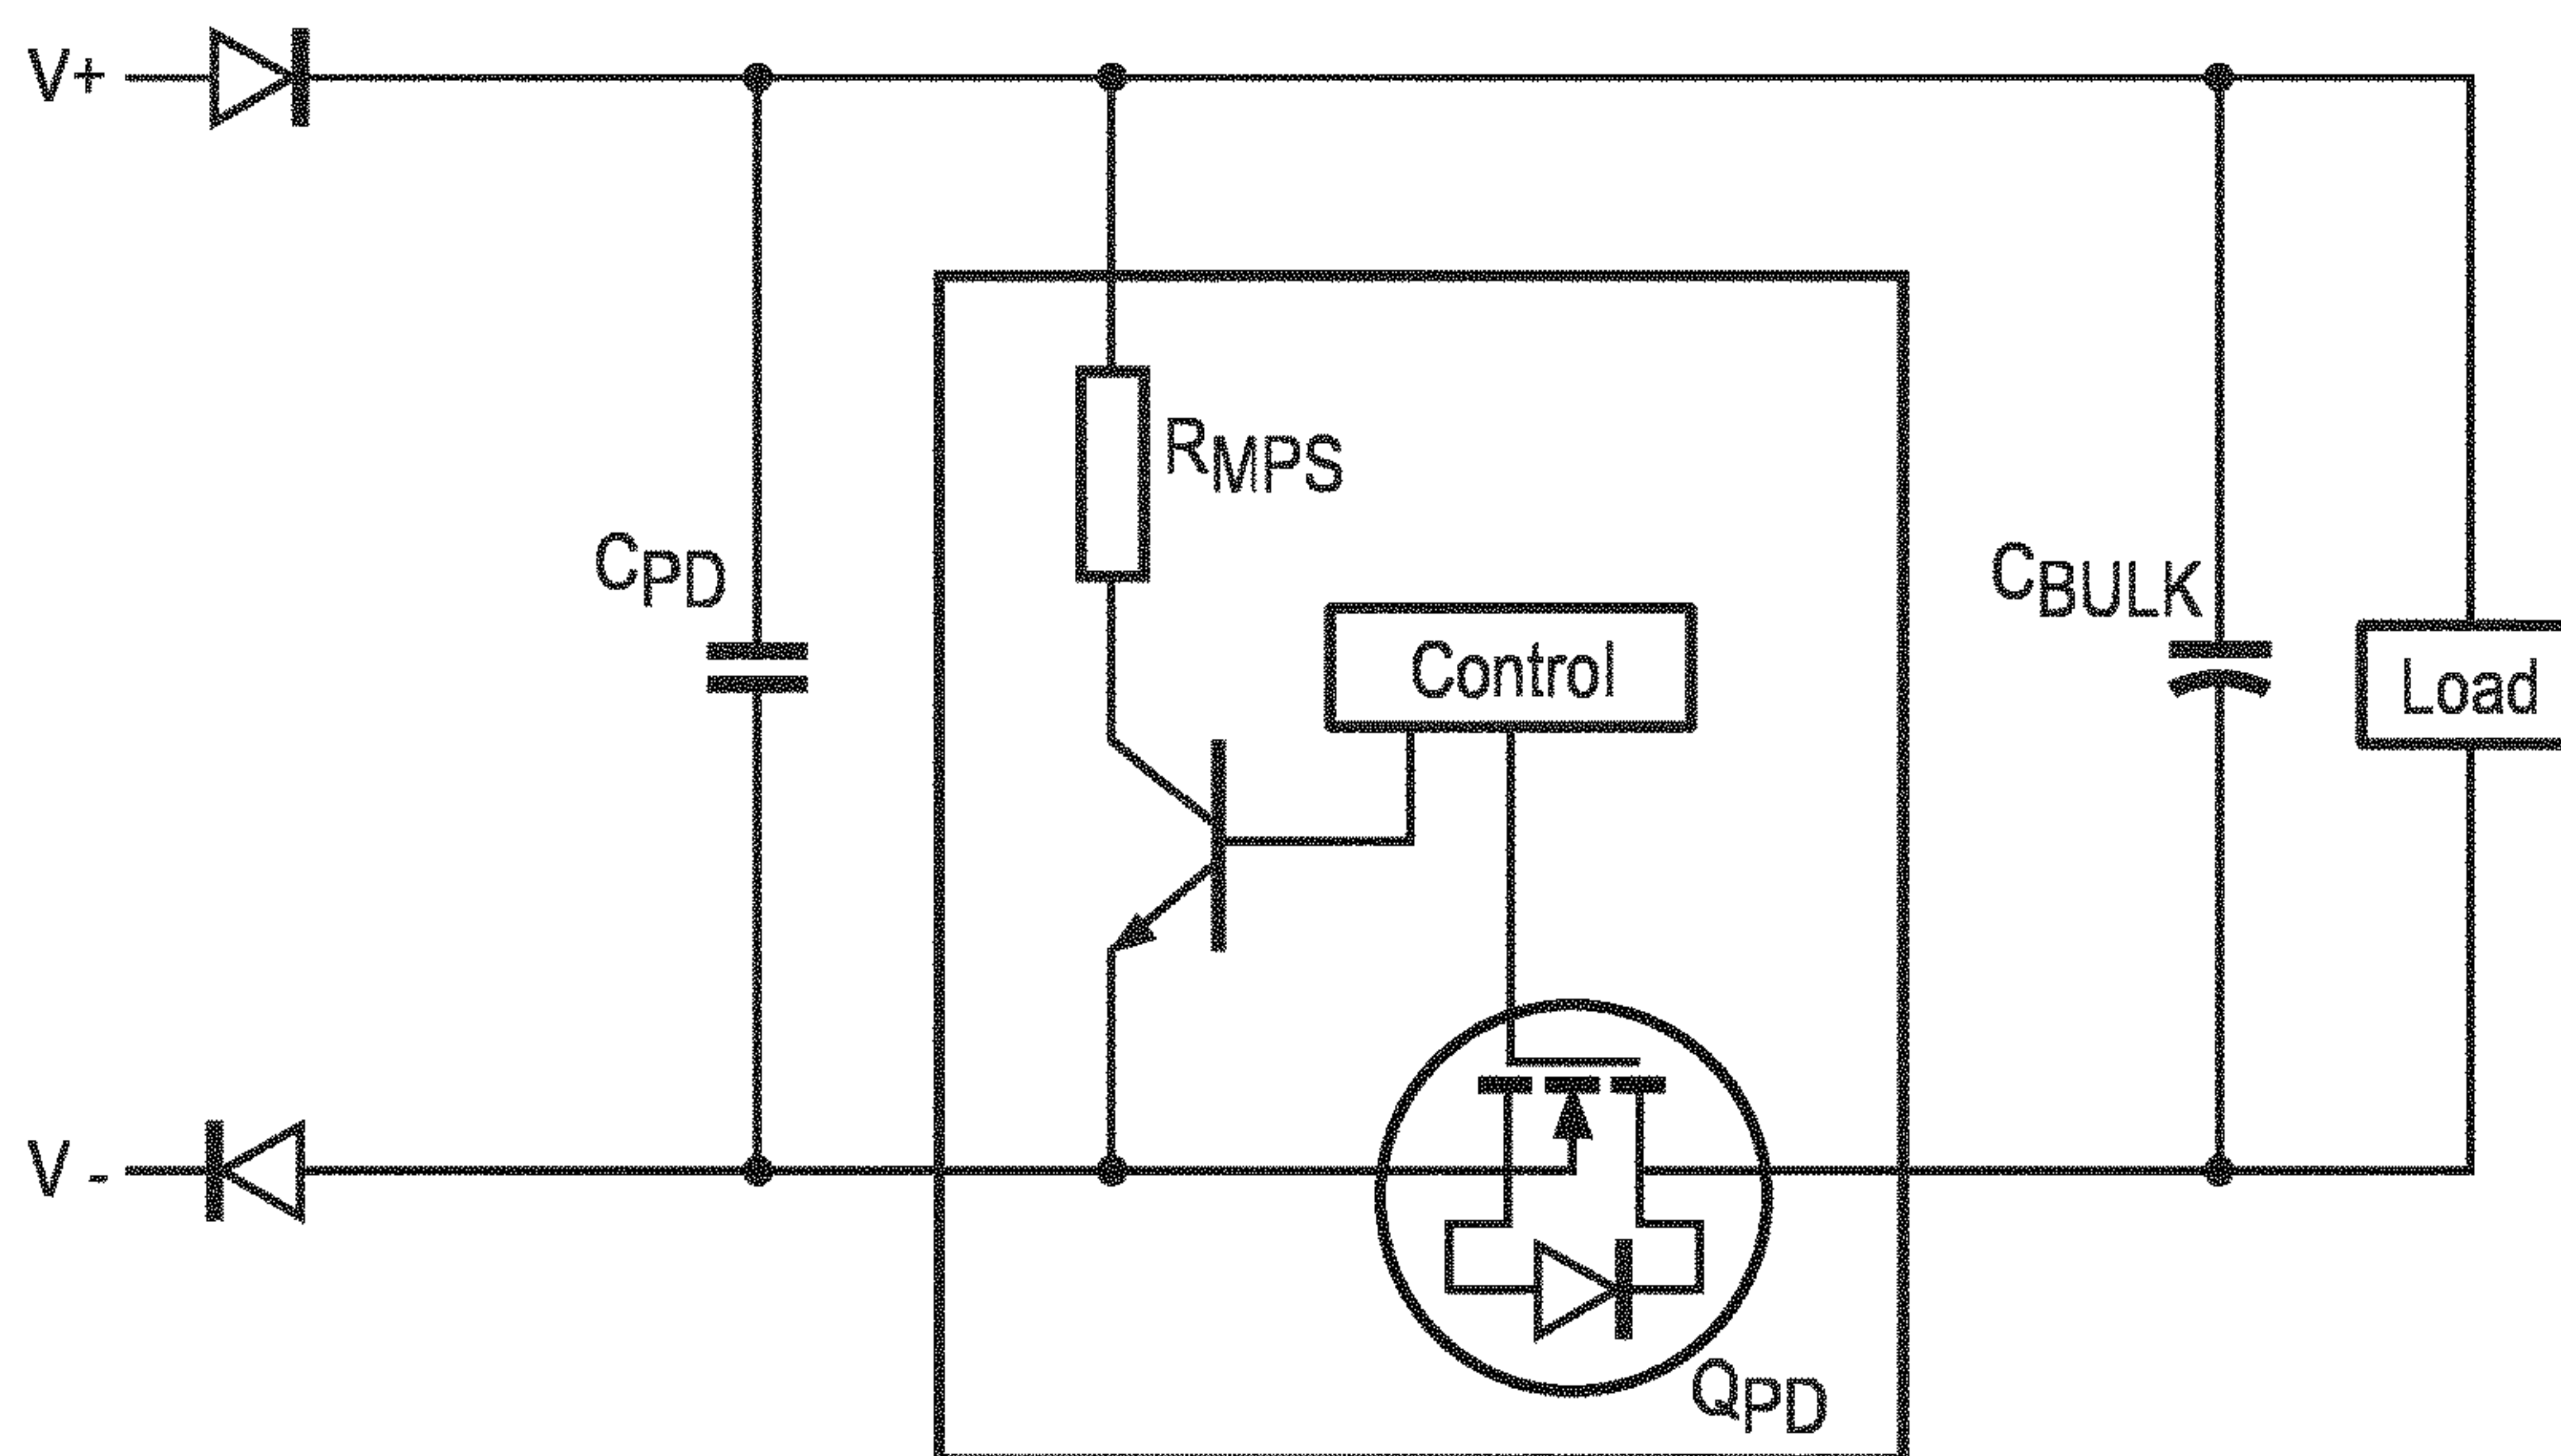 V+
RMPS
CPD
CBULK
Control
Load
V -
QPD